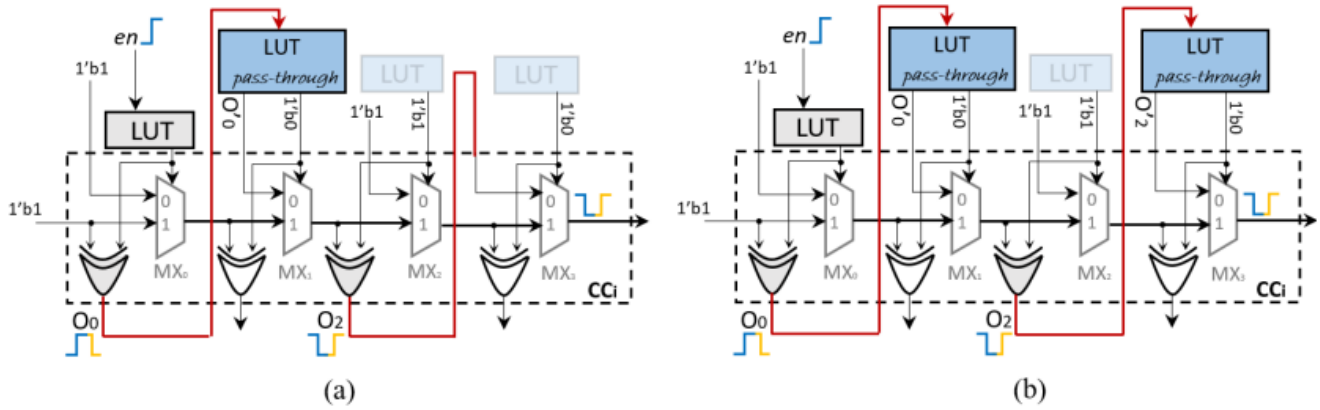 en
1'b1
LUT
pass-through
LUT
LUT
LUT
O'0
1'b0
1'b1
1'b1
1'b0
0
1
0
1
0
1
0
1
1'b1
MX0
MX1
MX2
MX3
CCi
O0
O2
(a)
en
1'b1
LUT
pass-through
LUT
LUT
LUT
pass-through
O'0
1'b0
1'b1
1'b1
O'2
1'b0
0
1
0
1
0
1
0
1
1'b1
MX0
MX1
MX2
MX3
CCi
O0
O2
(b)